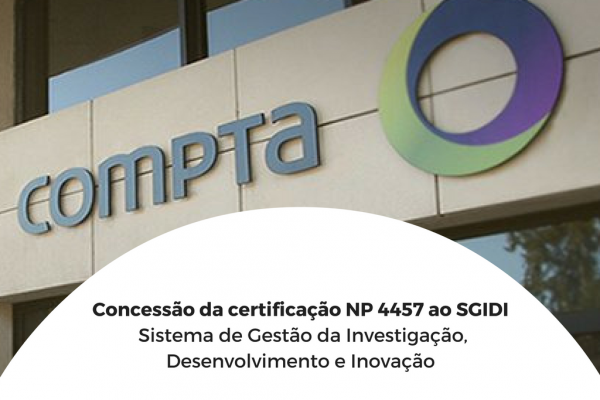 compta
Concessão da certificação NP 4457 ao SGIDI
Sistema de Gestão da Investigação,
Desenvolvimento e Inovação